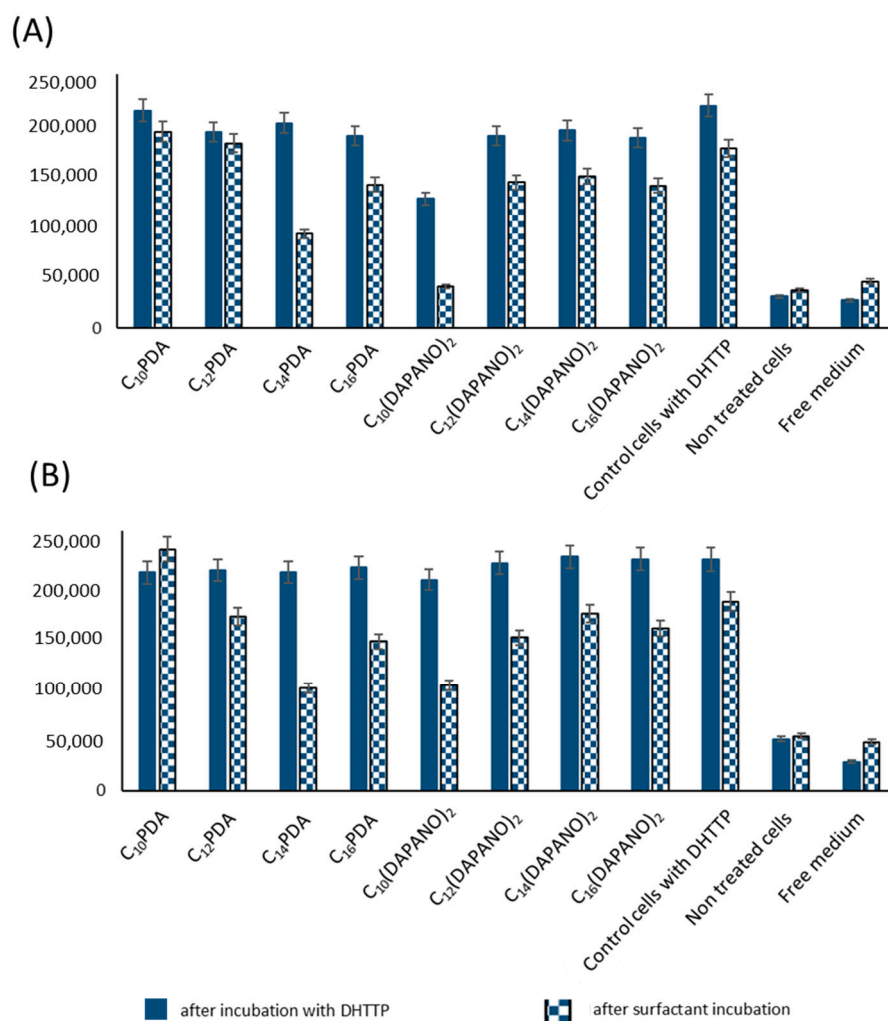 (A)
250,000
200,000
150,000
100,000
50,000
0
C₁₀PDA
C₁₂PDA
C₁₄PDA
C₁₆PDA
C₁₀(DAPANO)₂
C₁₂(DAPANO)₂
C₁₄(DAPANO)₂
C₁₆(DAPANO)₂
Control cells with DHTTP
Non treated cells
Free medium
(B)
250,000
200,000
150,000
100,000
50,000
0
C₁₀PDA
C₁₂PDA
C₁₄PDA
C₁₆PDA
C₁₀(DAPANO)₂
C₁₂(DAPANO)₂
C₁₄(DAPANO)₂
C₁₆(DAPANO)₂
Control cells with DHTTP
Non treated cells
Free medium
after incubation with DHTTP
after surfactant incubation